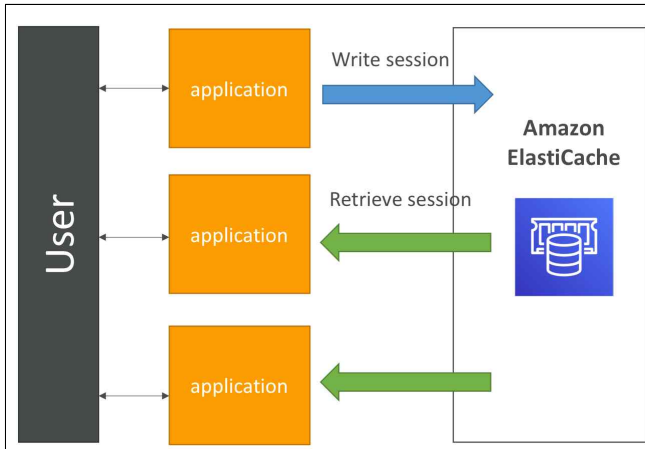 User
application
Write session
Amazon
ElastiCache
application
Retrieve session
application